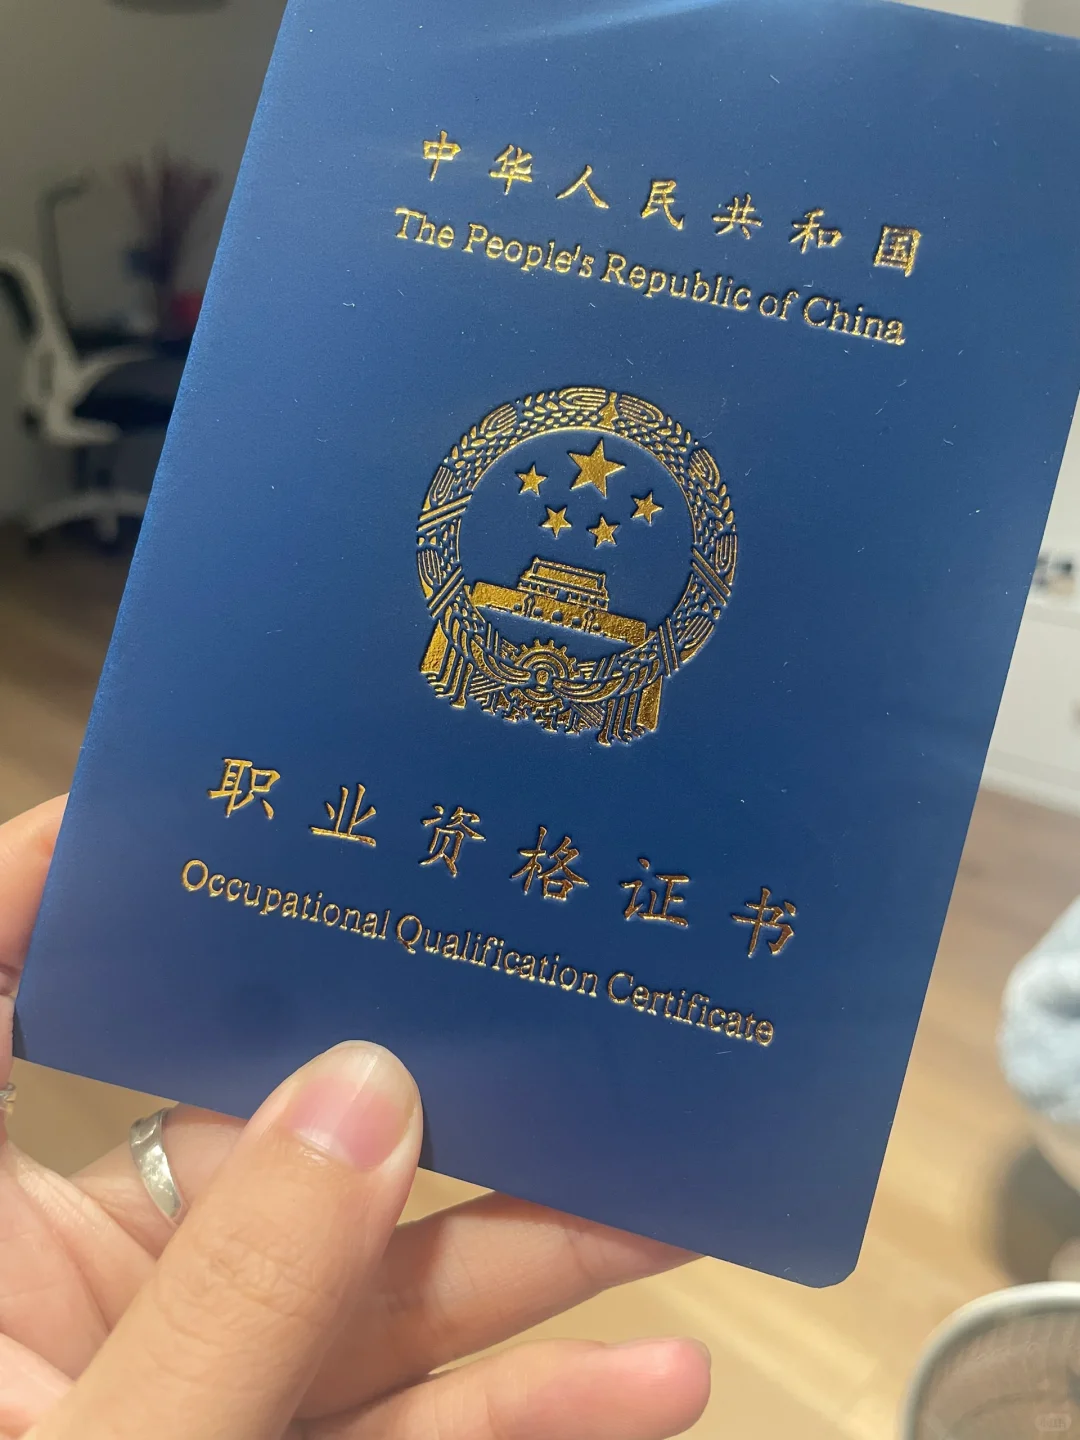 中华人民共和国
The People's Republic of China
职业资格证书
Occupational Qualification Certificate